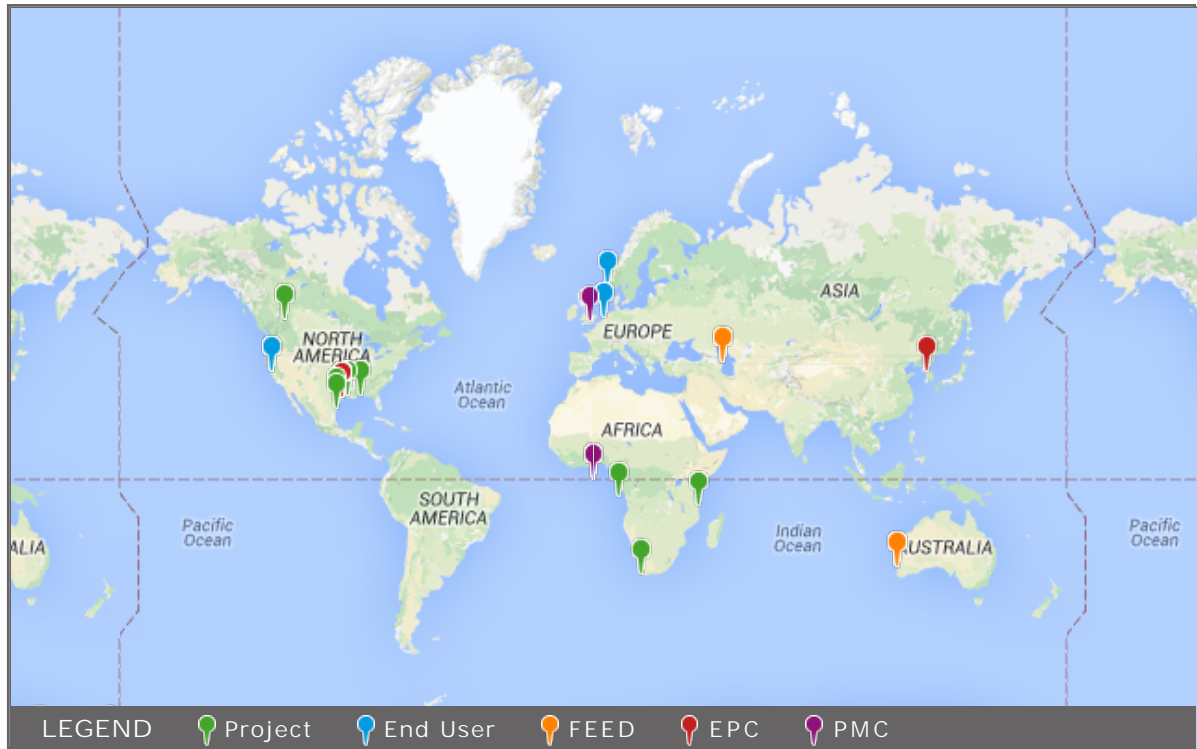 ASIA
NORTH
AMERICA
EUROPE
Atlantic
Ocean
AFRICA
SOUTH
AMERICA
Pacific
Ocean
Indian
Ocean
Pacific
Ocean
ALIA
AUSTRALIA
LEGEND Project End User FEED EPC PMC